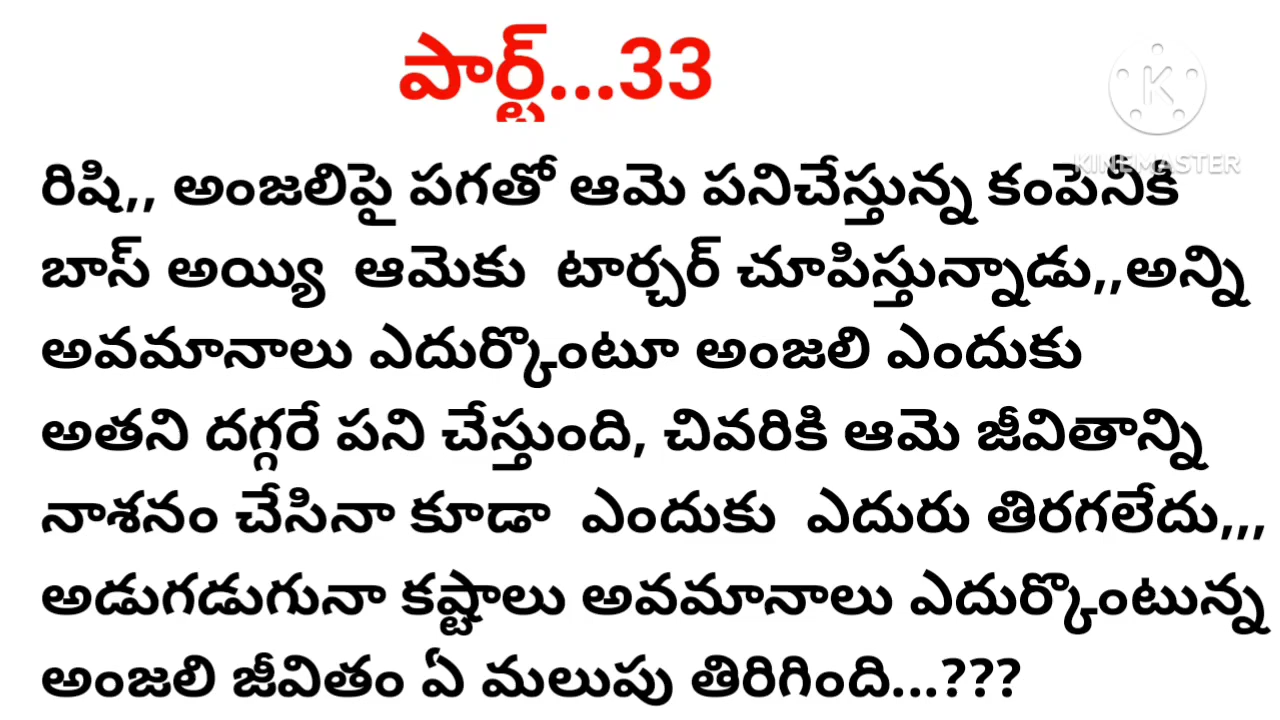 పార్ట్...33
KINEMASTER
రిషి,, అంజలిపై పగతో ఆమె పనిచేస్తున్న కంపెనీకి
బాస్ అయ్యి ఆమెకు టార్చర్ చూపిస్తున్నాడు,,అన్ని
అవమానాలు ఎదుర్కొంటూ అంజలి ఎందుకు
అతని దగ్గరే పని చేస్తుంది, చివరికి ఆమె జీవితాన్ని
నాశనం చేసినా కూడా ఎందుకు ఎదురు తిరగలేదు,,,
అడుగడుగునా కష్టాలు అవమానాలు ఎదుర్కొంటున్న
అంజలి జీవితం ఏ మలుపు తిరిగింది...???